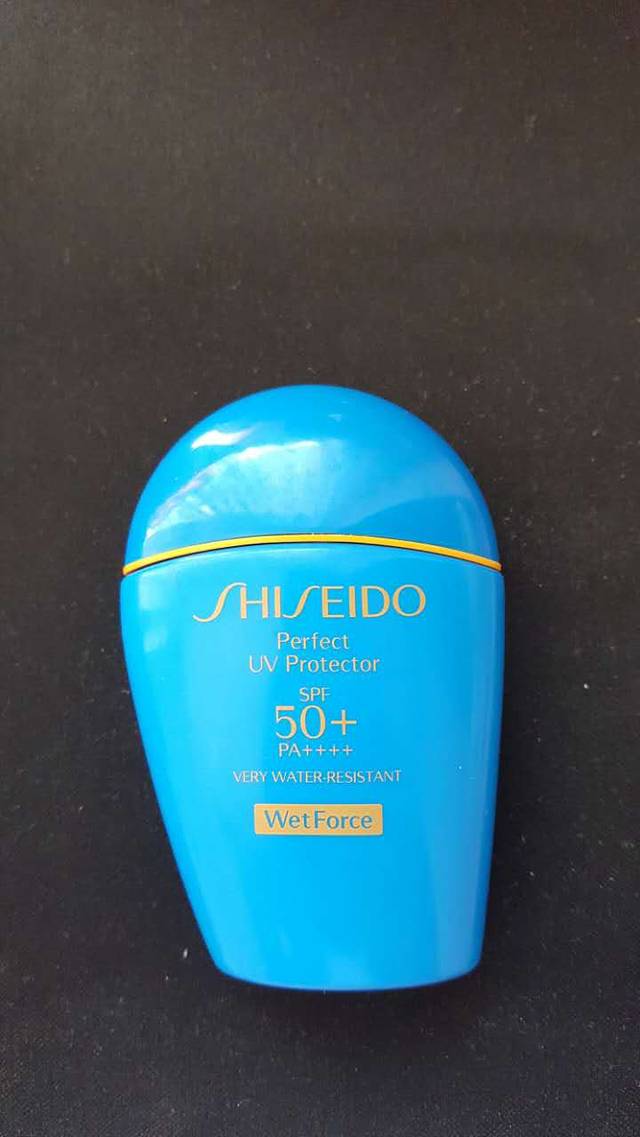 SHISEIDO
Perfect
UV Protector
SPF
50+
PA++++
VERY WATER-RESISTANT
WetForce